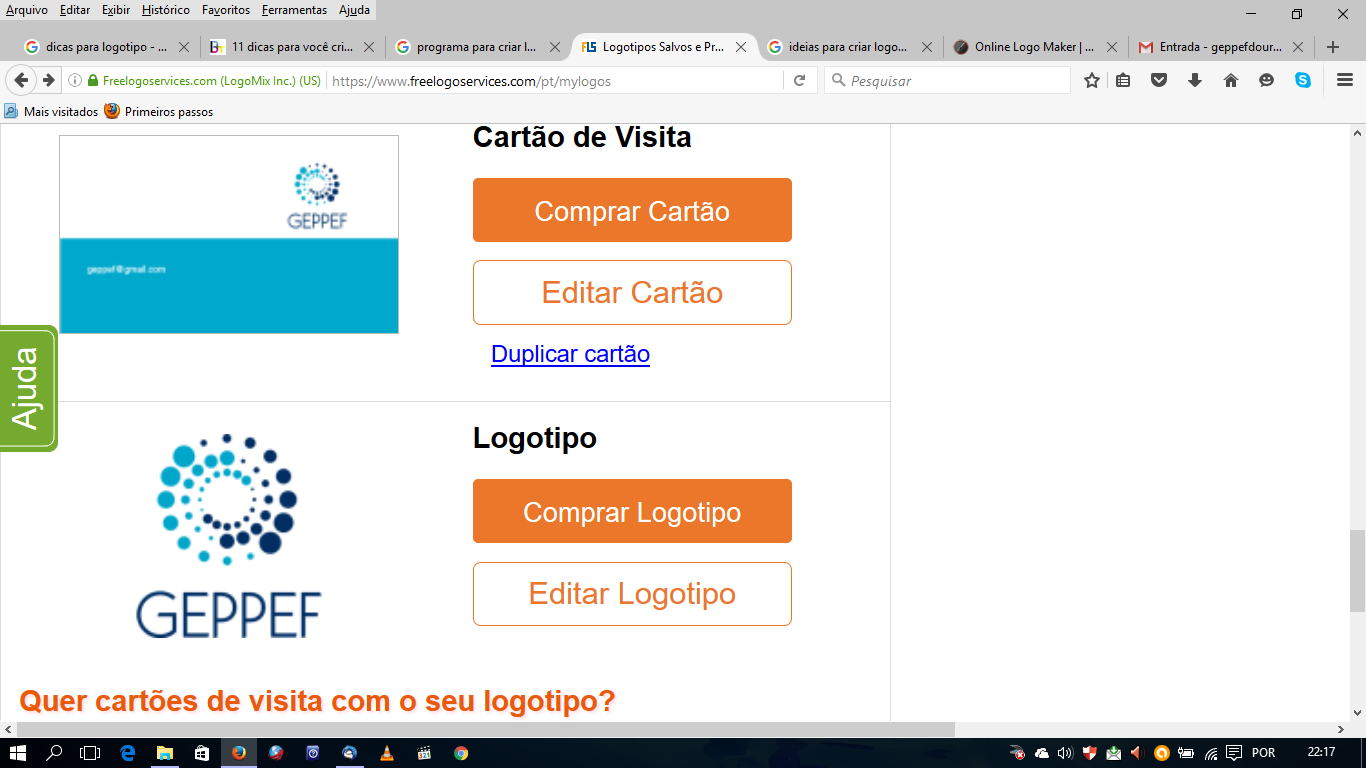 Arquivo Editar Exibir Histórico Favoritos Ferramentas Ajuda
dicas para logotipo - ...
11 dicas para você cri...
programa para criar l...
FLS Logotipos Salvos e Pr...
ideias para criar logo...
Online Logo Maker | ...
Entrada - geppefdour...
Freelogoservices.com (LogoMix Inc.) (US) https://www.freelogoservices.com/pt/mylogos
Pesquisar
Mais visitados Primeiros passos
GEPPEF
geppef@gmail.com
Cartão de Visita
Comprar Cartão
Editar Cartão
Duplicar cartão
Ajuda
GEPPEF
Logotipo
Comprar Logotipo
Editar Logotipo
Quer cartões de visita com o seu logotipo?
POR 22:17